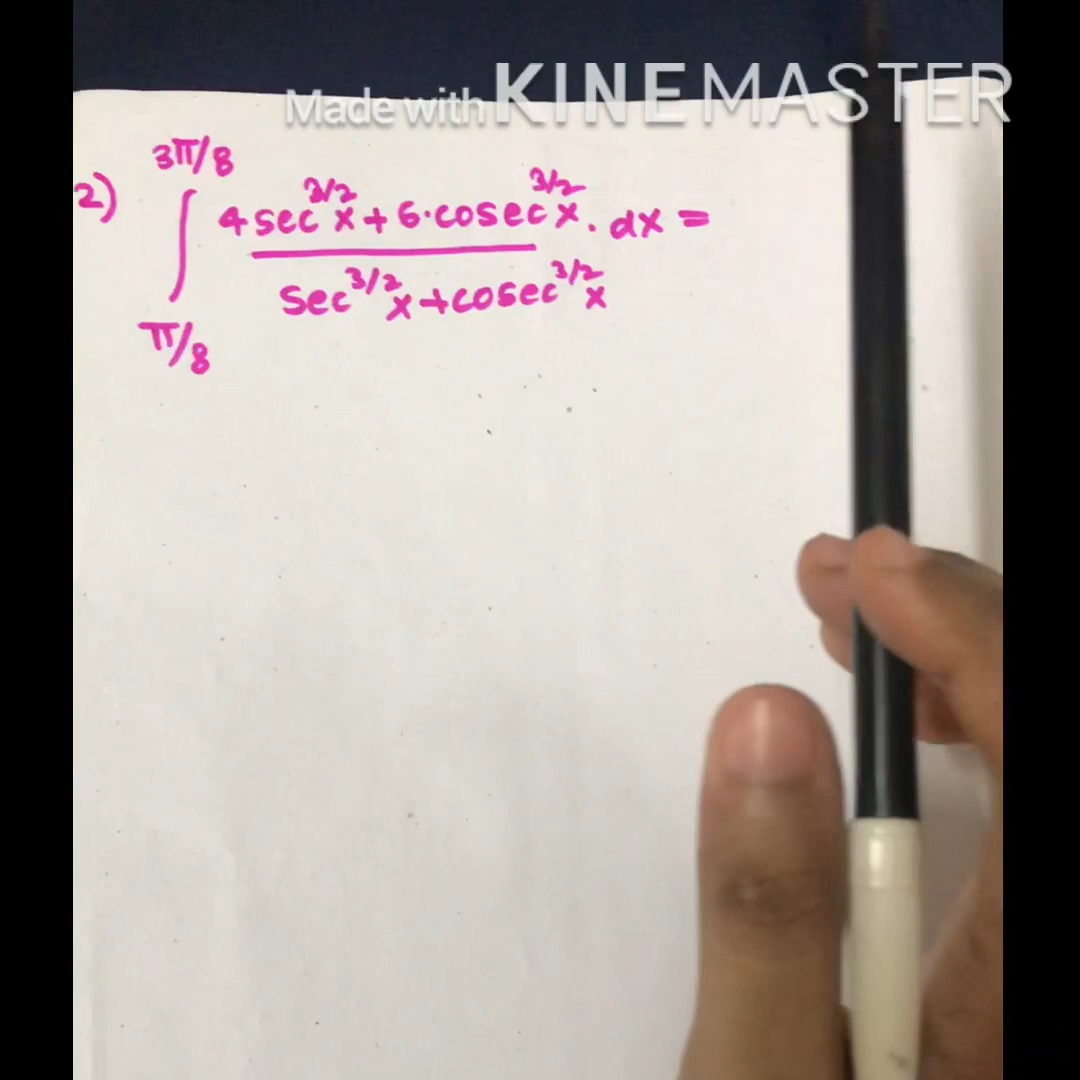 Made with KINEMASTER
3π/8
2) ∫ 4sec^3/2 x + 6·cosec^3/2 x . dx =
sec^3/2 x + cosec^3/2 x
π/8